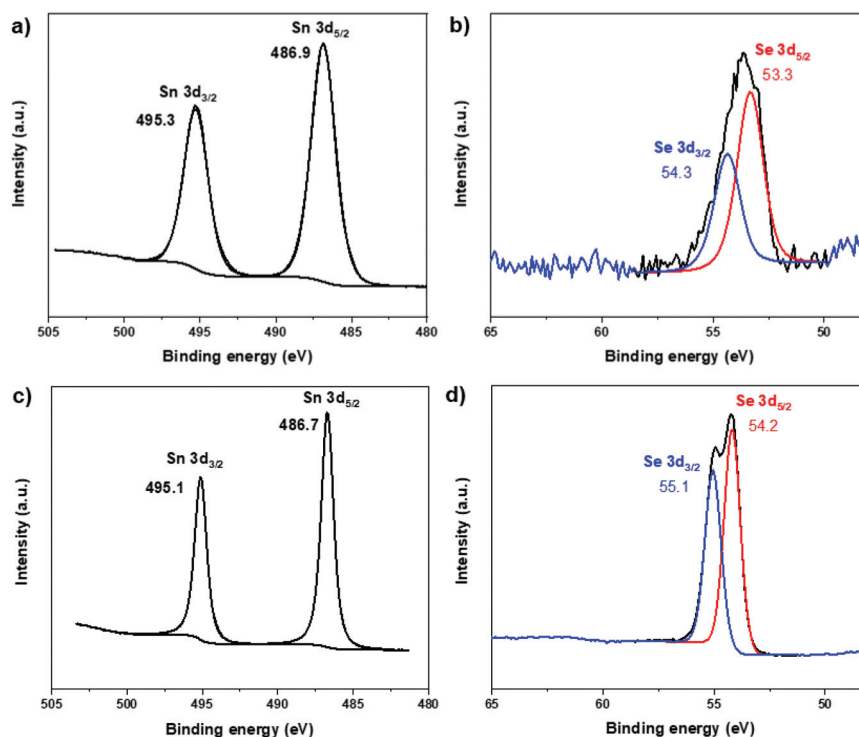 a)
Sn 3d5/2
486.9
Sn 3d3/2
495.3
Intensity (a.u.)
505 500 495 490 485 480
Binding energy (eV)
b)
Se 3d5/2
53.3
Se 3d3/2
54.3
Intensity (a.u.)
65 60 55 50
Binding energy (eV)
c)
Sn 3d5/2
486.7
Sn 3d3/2
495.1
Intensity (a.u.)
505 500 495 490 485 480
Binding energy (eV)
d)
Se 3d5/2
54.2
Se 3d3/2
55.1
Intensity (a.u.)
65 60 55 50
Binding energy (eV)